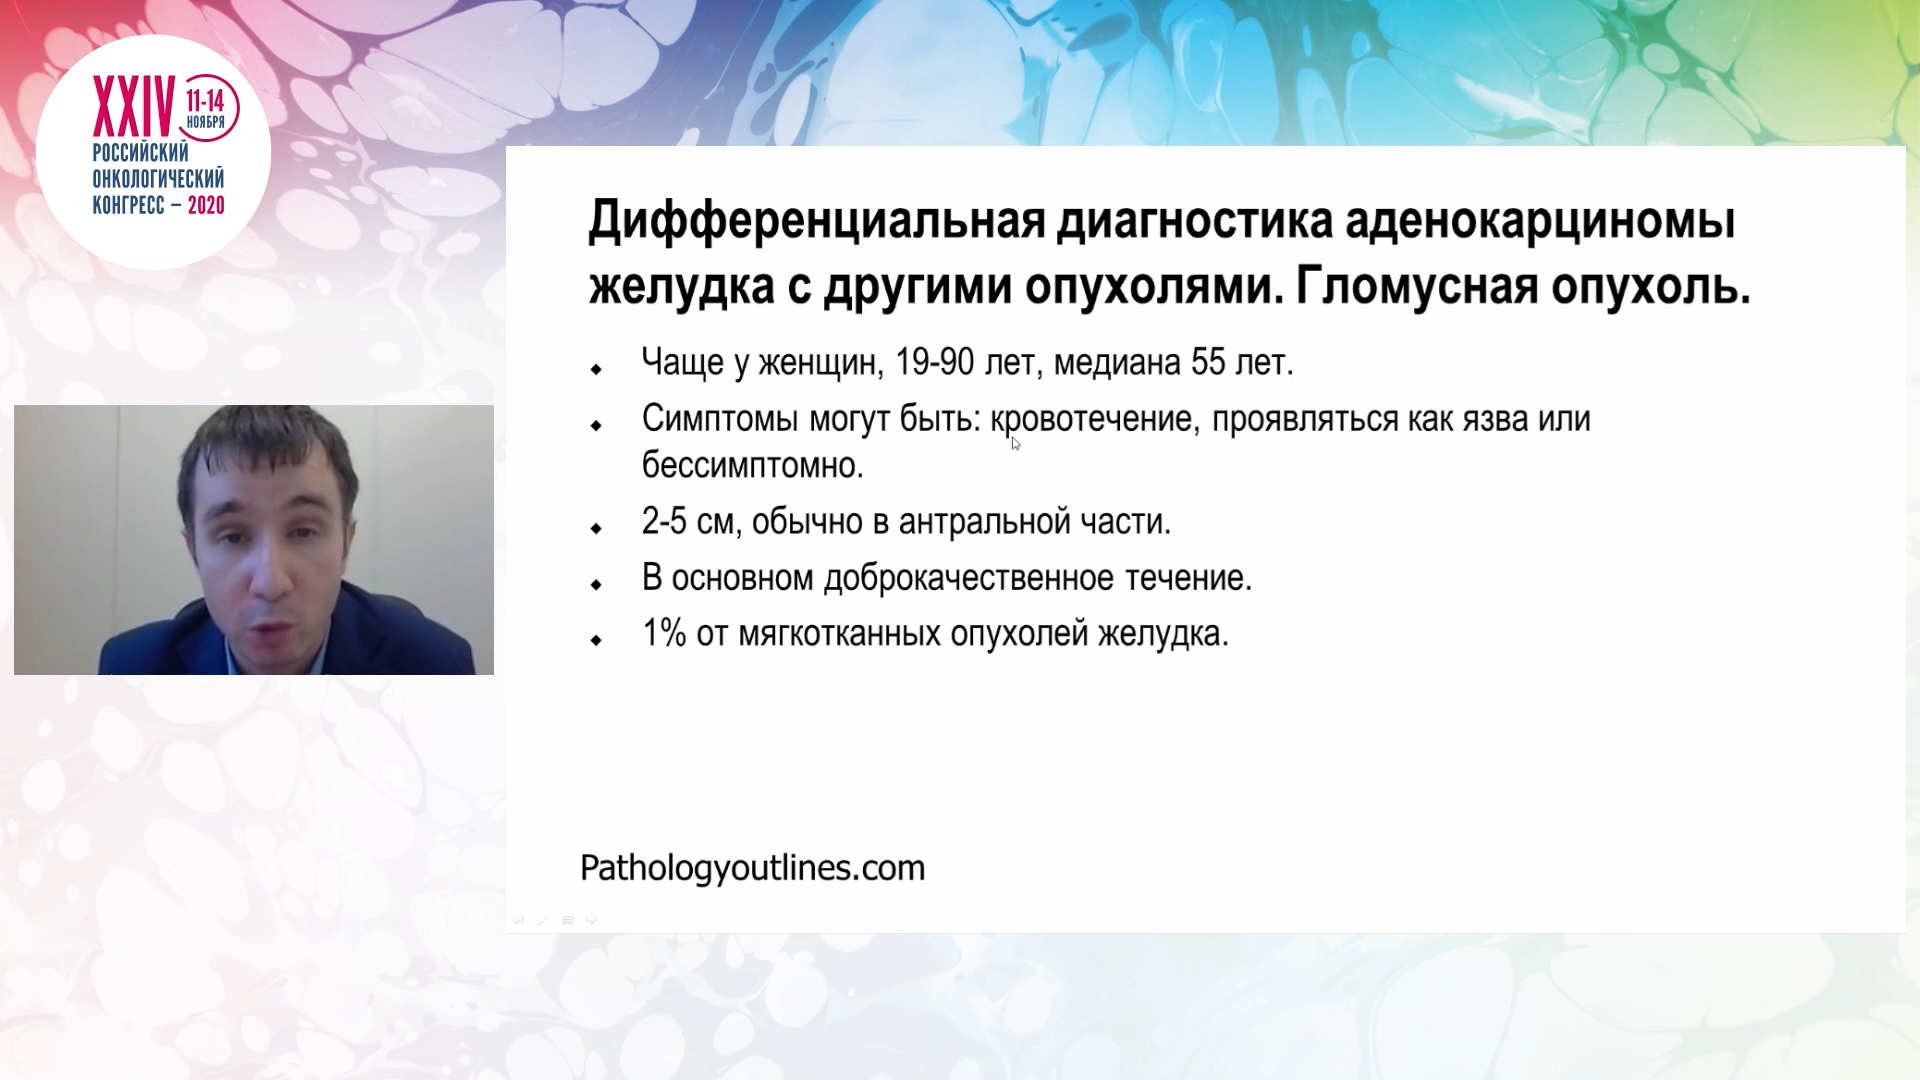 XXIV
11-14
НОЯБРЯ
РОССИЙСКИЙ
ОНКОЛОГИЧЕСКИЙ
КОНГРЕСС – 2020
Дифференциальная диагностика аденокарциномы
желудка с другими опухолями. Гломусная опухоль.
Чаще у женщин, 19-90 лет, медиана 55 лет.
Симптомы могут быть: кровотечение, проявляться как язва или
бессимптомно.
2-5 см, обычно в антральной части.
В основном доброкачественное течение.
1% от мягкотканных опухолей желудка.
Pathologyoutlines.com